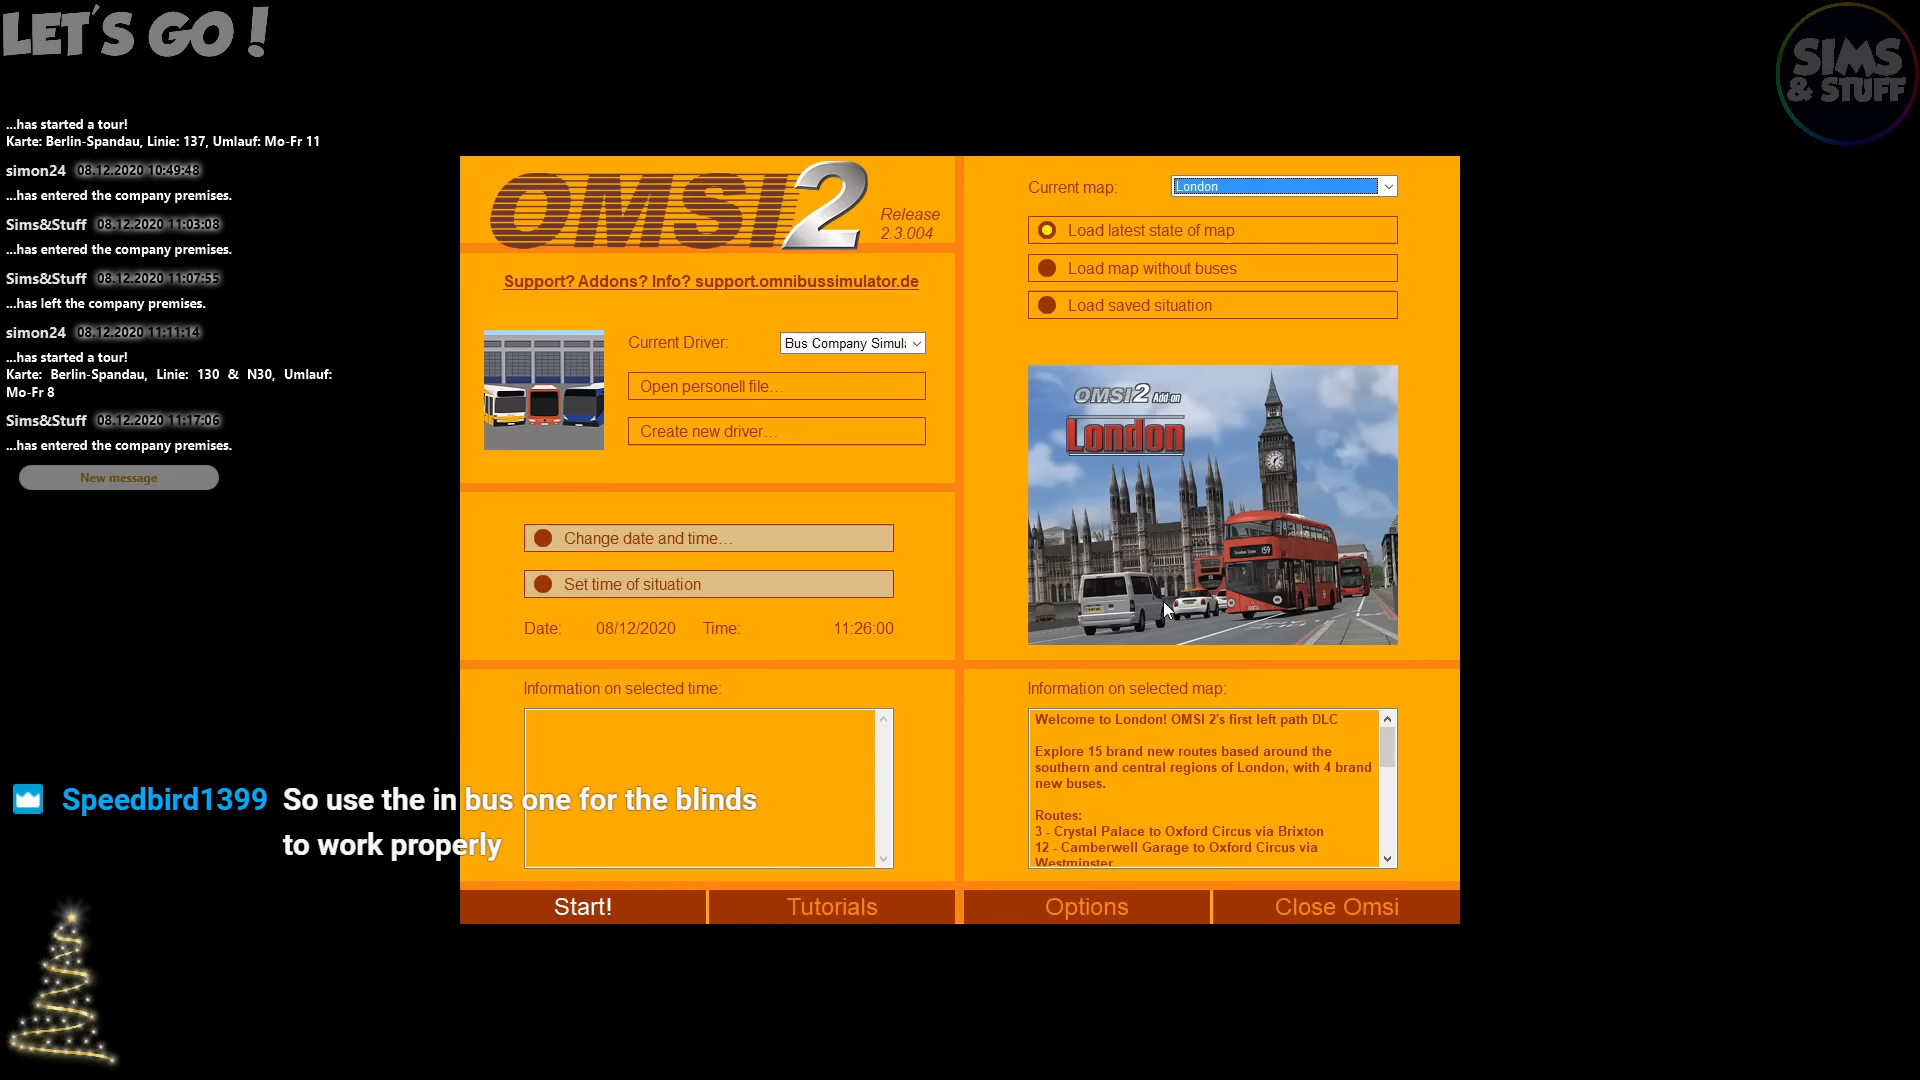 LET'S GO!
SIMS
& STUFF
...has started a tour!
Karte: Berlin-Spandau, Linie: 137, Umlauf: Mo-Fr 11
simon24 08.12.2020 10:49:48
...has entered the company premises.
Sims&Stuff 08.12.2020 11:03:08
...has entered the company premises.
Sims&Stuff 08.12.2020 11:07:55
...has left the company premises.
simon24 08.12.2020 11:11:14
...has started a tour!
Karte: Berlin-Spandau, Linie: 130 & N30, Umlauf:
Mo-Fr 8
Sims&Stuff 08.12.2020 11:17:06
...has entered the company premises.
New message
OMSI 2
Release
2.3.004
Support? Addons? Info? support.omnibussimulator.de
Current Driver: Bus Company Simul
Open personell file...
Create new driver...
Change date and time...
Set time of situation
Date: 08/12/2020 Time: 11:26:00
Information on selected time:
Current map: London
Load latest state of map
Load map without buses
Load saved situation
OMSI 2 Add-on
London
159
Information on selected map:
Welcome to London! OMSI 2's first left path DLC
Explore 15 brand new routes based around the
southern and central regions of London, with 4 brand
new buses.
Routes:
3 - Crystal Palace to Oxford Circus via Brixton
12 - Camberwell Garage to Oxford Circus via
Westminster
Speedbird1399 So use the in bus one for the blinds
to work properly
Start!
Tutorials
Options
Close Omsi